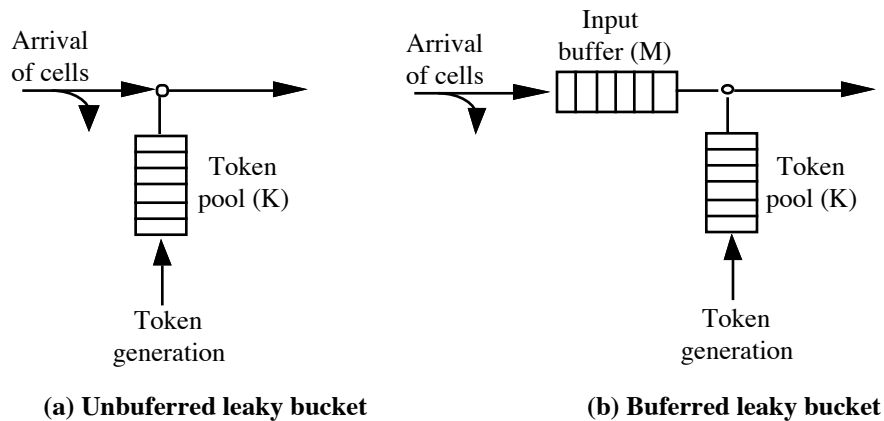 Arrival
of cells
Token
pool (K)
Token
generation
(a) Unbuferred leaky bucket
Arrival
of cells
Input
buffer (M)
Token
pool (K)
Token
generation
(b) Buferred leaky bucket